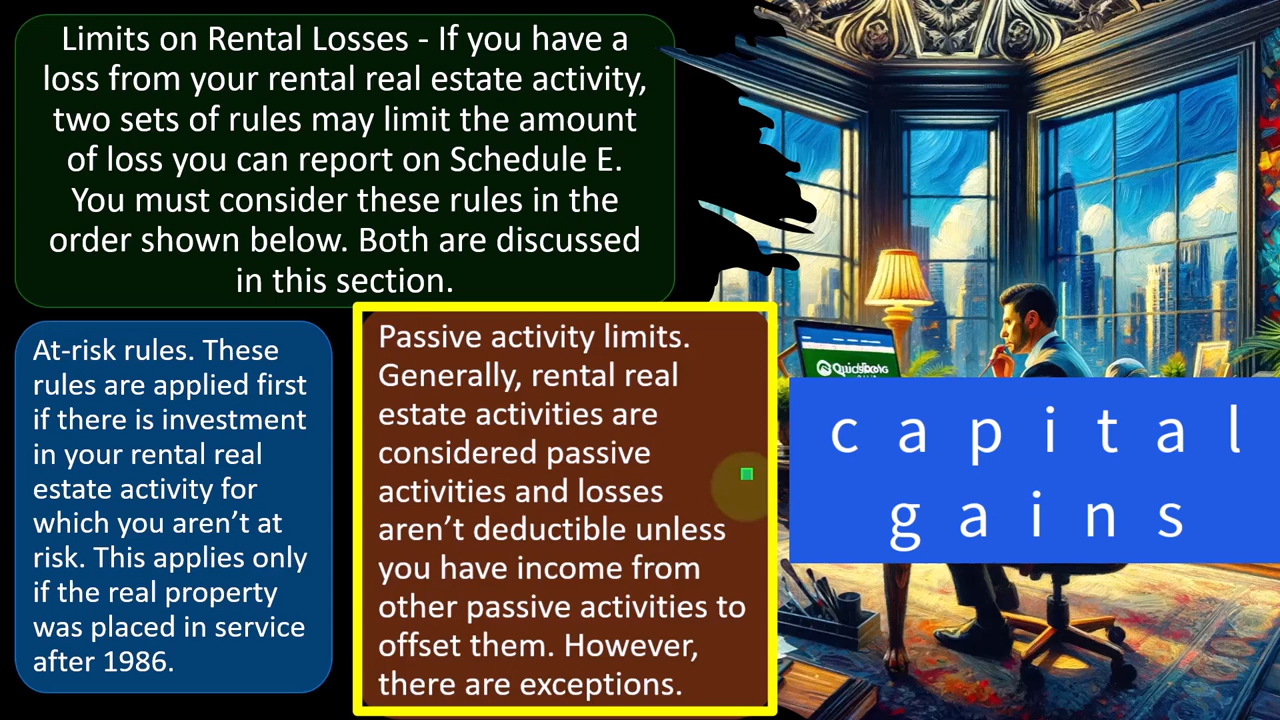 Limits on Rental Losses - If you have a
loss from your rental real estate activity,
two sets of rules may limit the amount
of loss you can report on Schedule E.
You must consider these rules in the
order shown below. Both are discussed
in this section.
At-risk rules. These
rules are applied first
if there is investment
in your rental real
estate activity for
which you aren’t at
risk. This applies only
if the real property
was placed in service
after 1986.
Passive activity limits.
Generally, rental real
estate activities are
considered passive
activities and losses
aren’t deductible unless
you have income from
other passive activities to
offset them. However,
there are exceptions.
QuickBooks
capital
gains